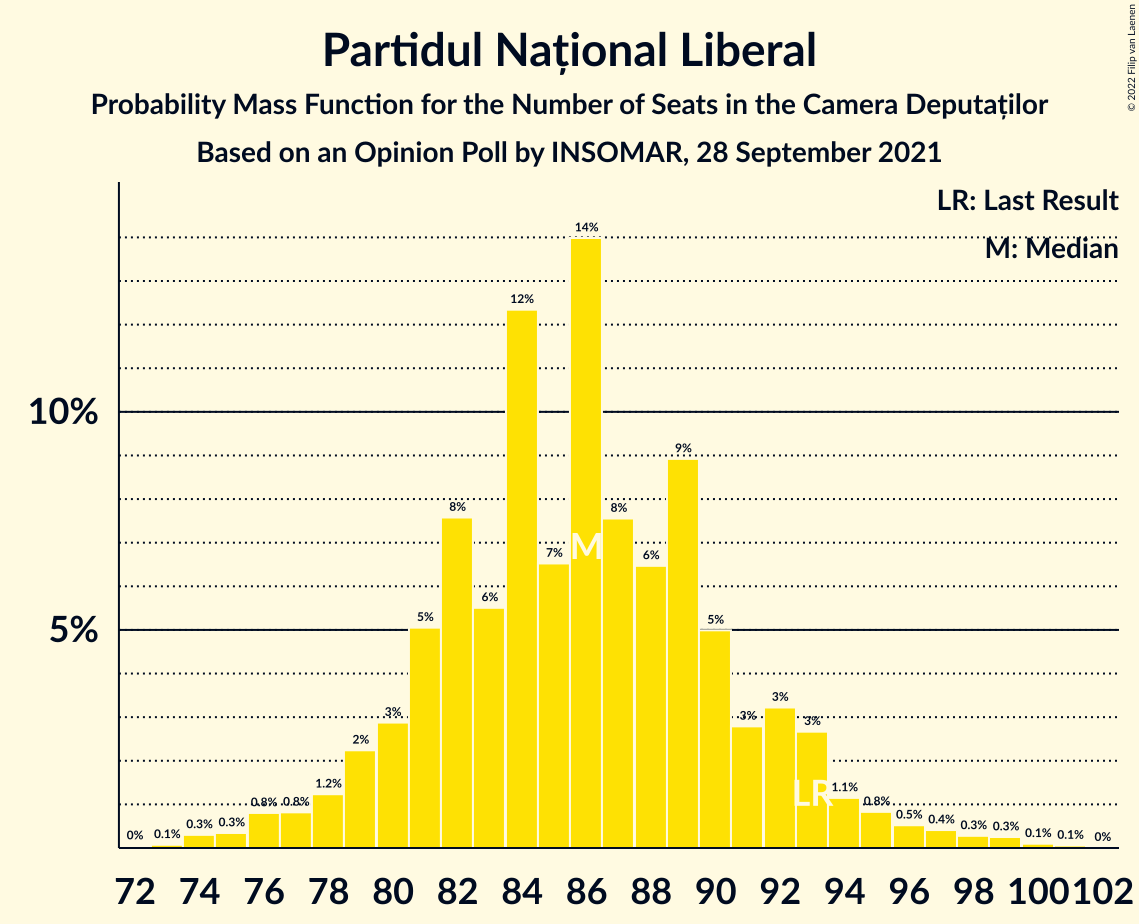 Partidul Național Liberal
Probability Mass Function for the Number of Seats in the Camera Deputaților
Based on an Opinion Poll by INSOMAR, 28 September 2021
© 2022 Filip van Laenen
LR: Last Result
M: Median
10%
5%
0% 0.1% 0.3% 0.3% 0.8% 0.8% 1.2% 2% 3% 5% 8% 6% 12% 7% 14% 8% 6% 9% 5% 3% 3% 3% 1.1% 0.8% 0.5% 0.4% 0.3% 0.3% 0.1% 0.1% 0%
M
LR
72 74 76 78 80 82 84 86 88 90 92 94 96 98 100 102